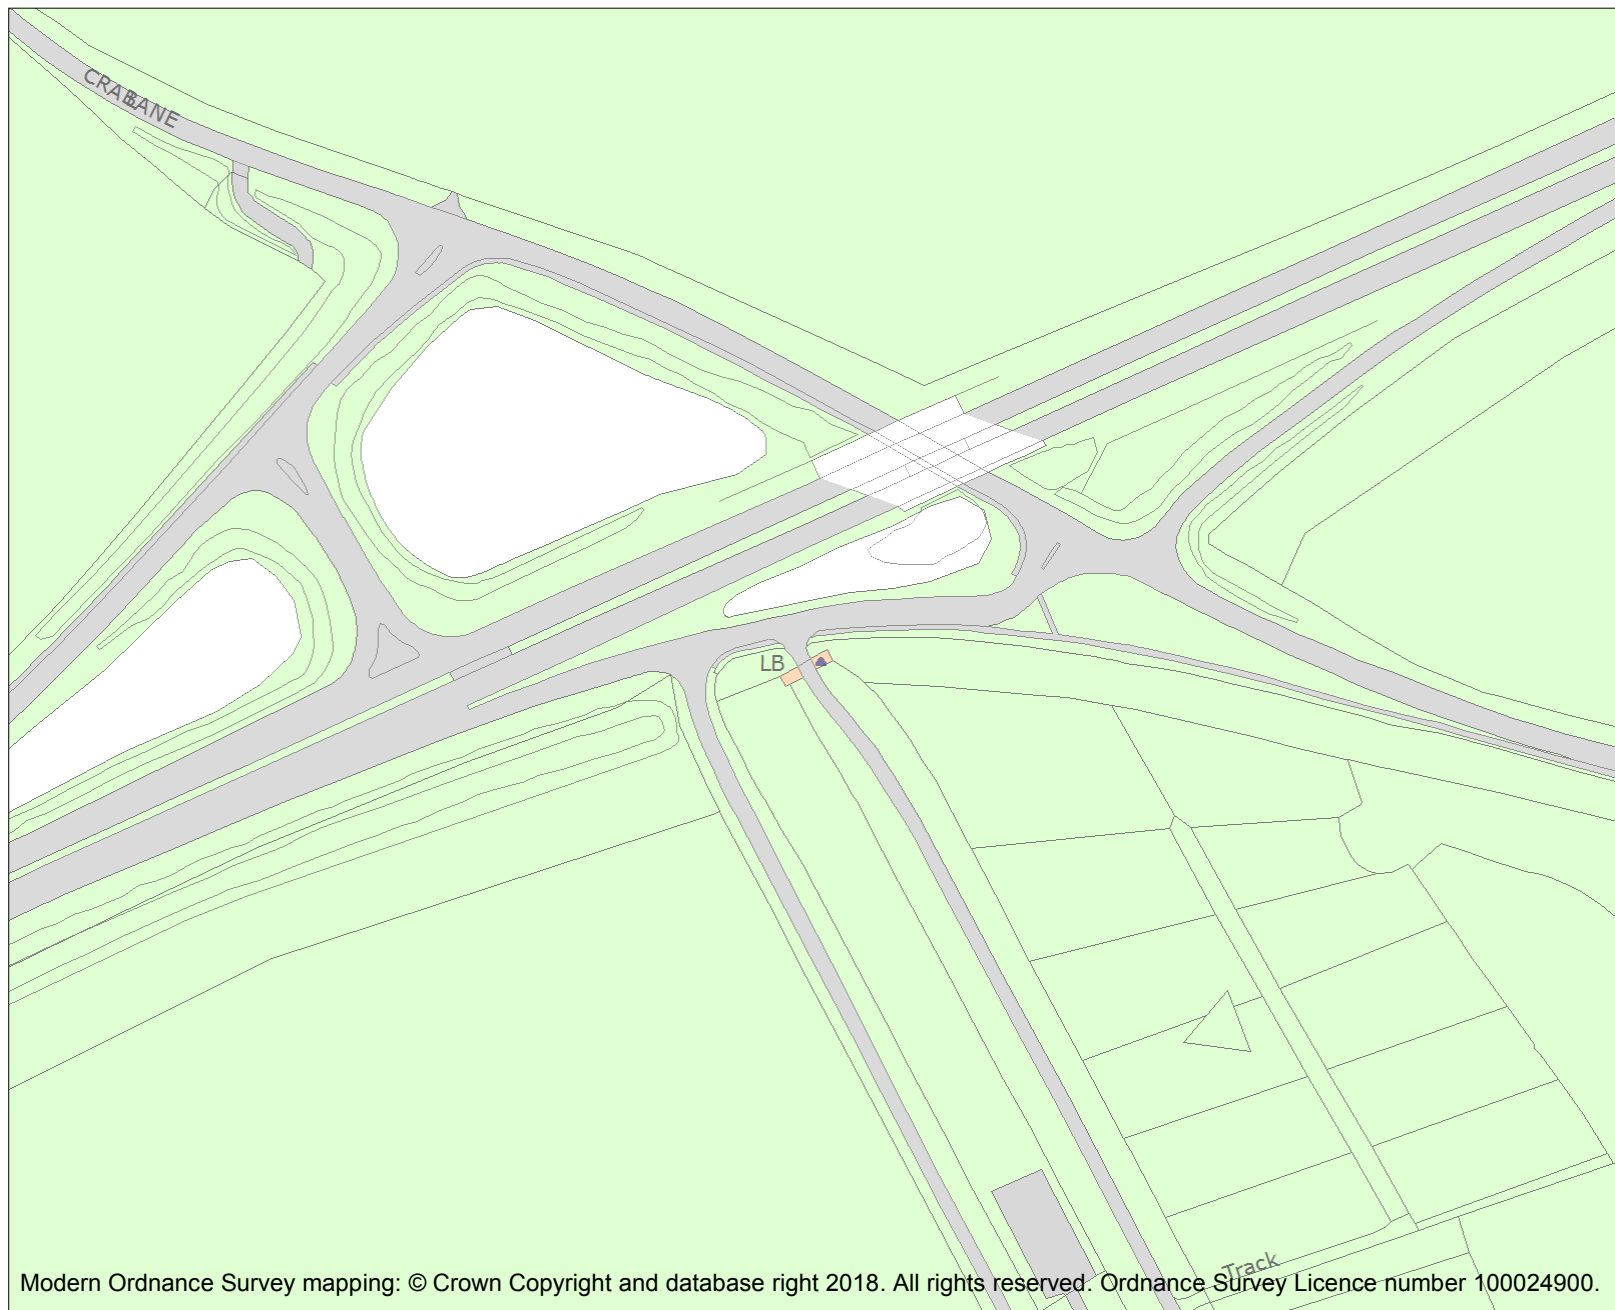 CRAB LANE
LB
Track
Modern Ordnance Survey mapping: © Crown Copyright and database right 2018. All rights reserved. Ordnance Survey Licence number 100024900.